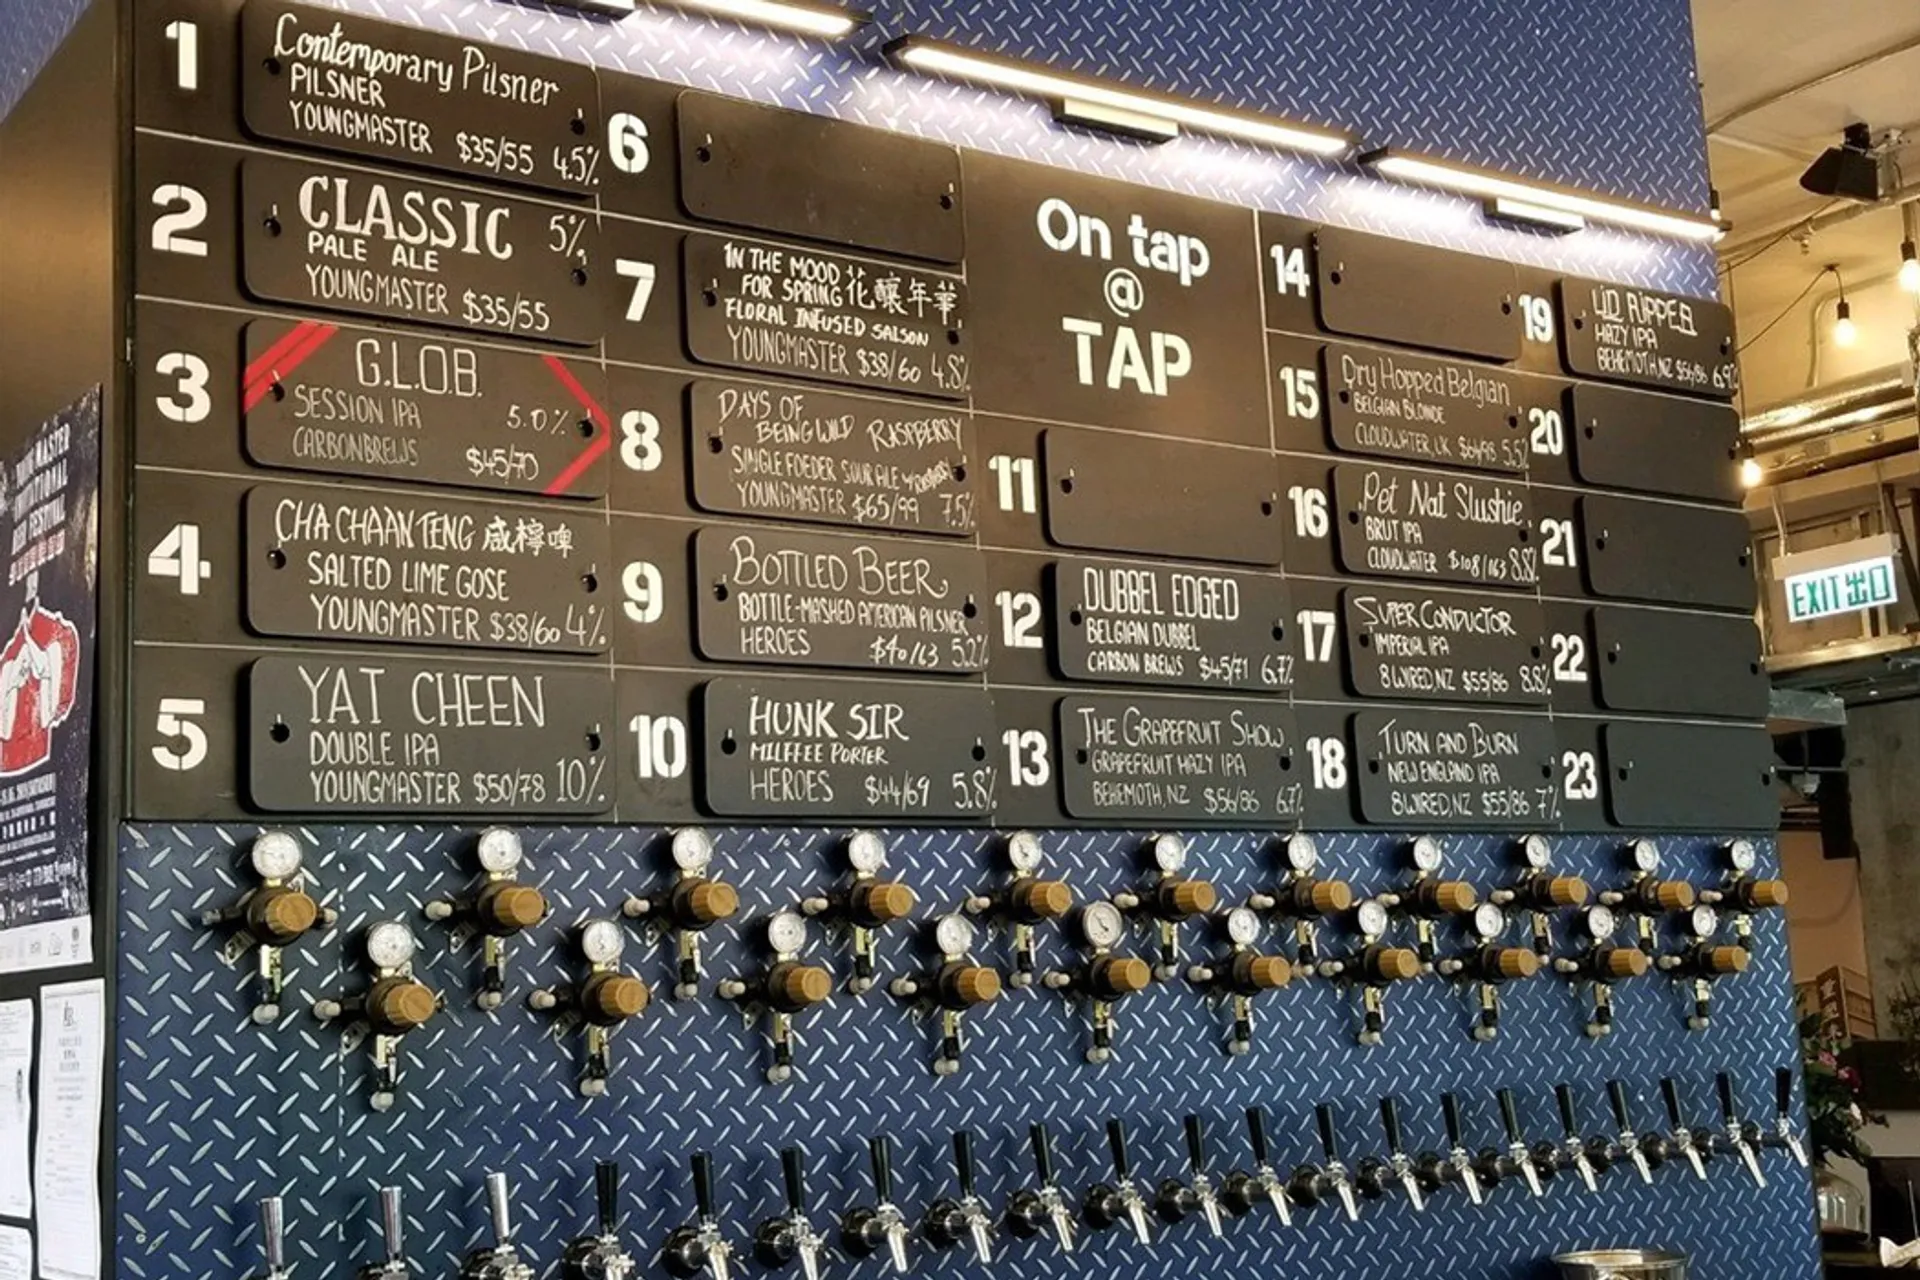 1
Contemporary Pilsner
PILSNER
YOUNGMASTER $35/55 4.5%
2
CLASSIC 5%
PALE ALE
YOUNGMASTER $35/55
3
G.L.O.B.
SESSION IPA 5.0%
CARBONBREWS $45/70
4
CHA CHAAN TENG 咸檸啤
SALTED LIME GOSE
YOUNGMASTER $38/60 4%
5
YAT CHEEN
DOUBLE IPA
YOUNGMASTER $50/78 10%
6
7
IN THE MOOD
FOR SPRING 花釀年華
FLORAL INFUSED SAISON
YOUNGMASTER $38/60 4.8%
8
DAYS OF
BEING WILD RASPBERRY
SINGLE FOEDER SOUR ALE
YOUNGMASTER $65/99 7.5%
9
BOTTLED BEER
BOTTLE-MASHED AMERICAN PILSNER
HEROES $40/63 5.2%
10
HUNK SIR
MILFFEE PORTER
HEROES $44/69 5.8%
On tap
@
TAP
11
12
DUBBEL EDGED
BELGIAN DUBBEL
CARBON BREWS $45/71 6.7%
13
THE GRAPEFRUIT SHOW
GRAPEFRUIT HAZY IPA
BEHEMOTH, NZ $56/86 6.7%
14
15
Dry Hopped Belgian
BELGIAN BLONDE
CLOUDWATER, UK 5.5%
16
Pet Nat Slushie
BRUT IPA
CLOUDWATER $108/163 8.8%
17
SUPER CONDUCTOR
IMPERIAL IPA
8 WIRED, NZ $55/86 8.8%
18
TURN AND BURN
NEW ENGLAND IPA
8 WIRED, NZ $55/86 7%
19
LID RIPPER
HAZY IPA
BEHEMOTH, NZ $56/86 6.9%
20
21
22
23
EXIT 出口